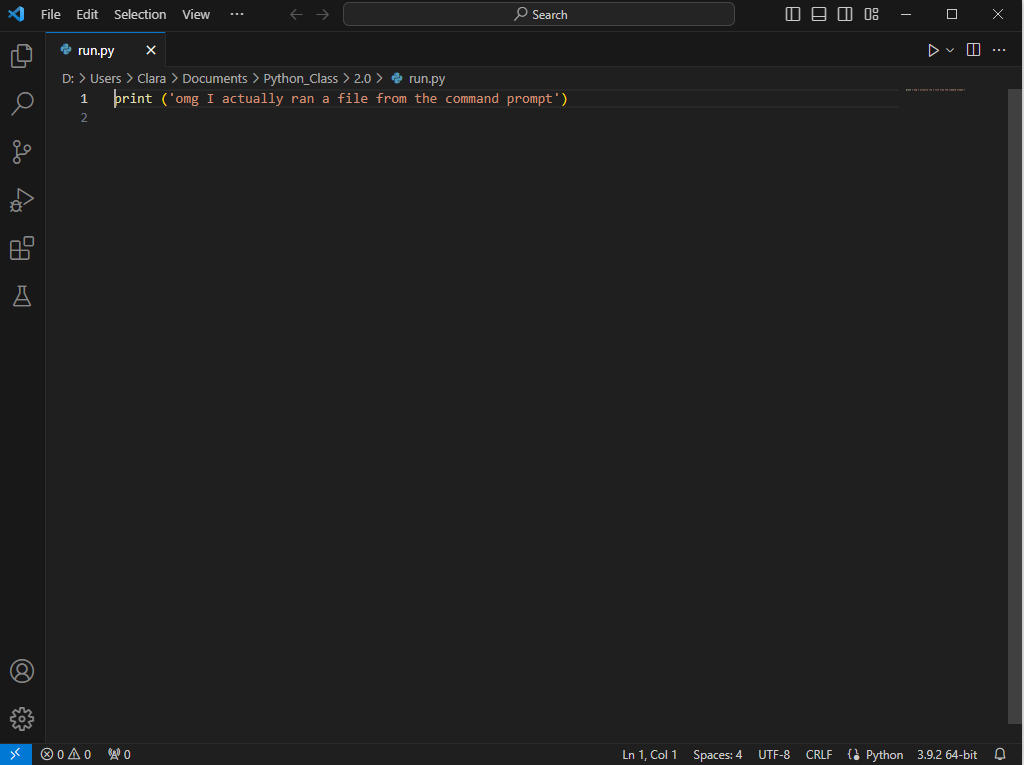 File Edit Selection View ··· Search
run.py
D: > Users > Clara > Documents > Python_Class > 2.0 > run.py
1 print ('omg I actually ran a file from the command prompt')
2
0 0 0 Ln 1, Col 1 Spaces: 4 UTF-8 CRLF Python 3.9.2 64-bit